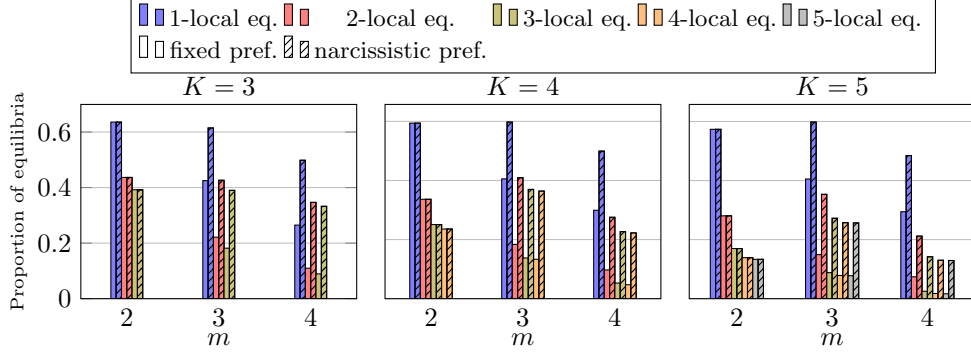 1-local eq. 2-local eq. 3-local eq. 4-local eq. 5-local eq.
fixed pref. narcissistic pref.
K = 3 K = 4 K = 5
Proportion of equilibria
0.6
0.4
0.2
0
2 3 4 2 3 4 2 3 4
m m m